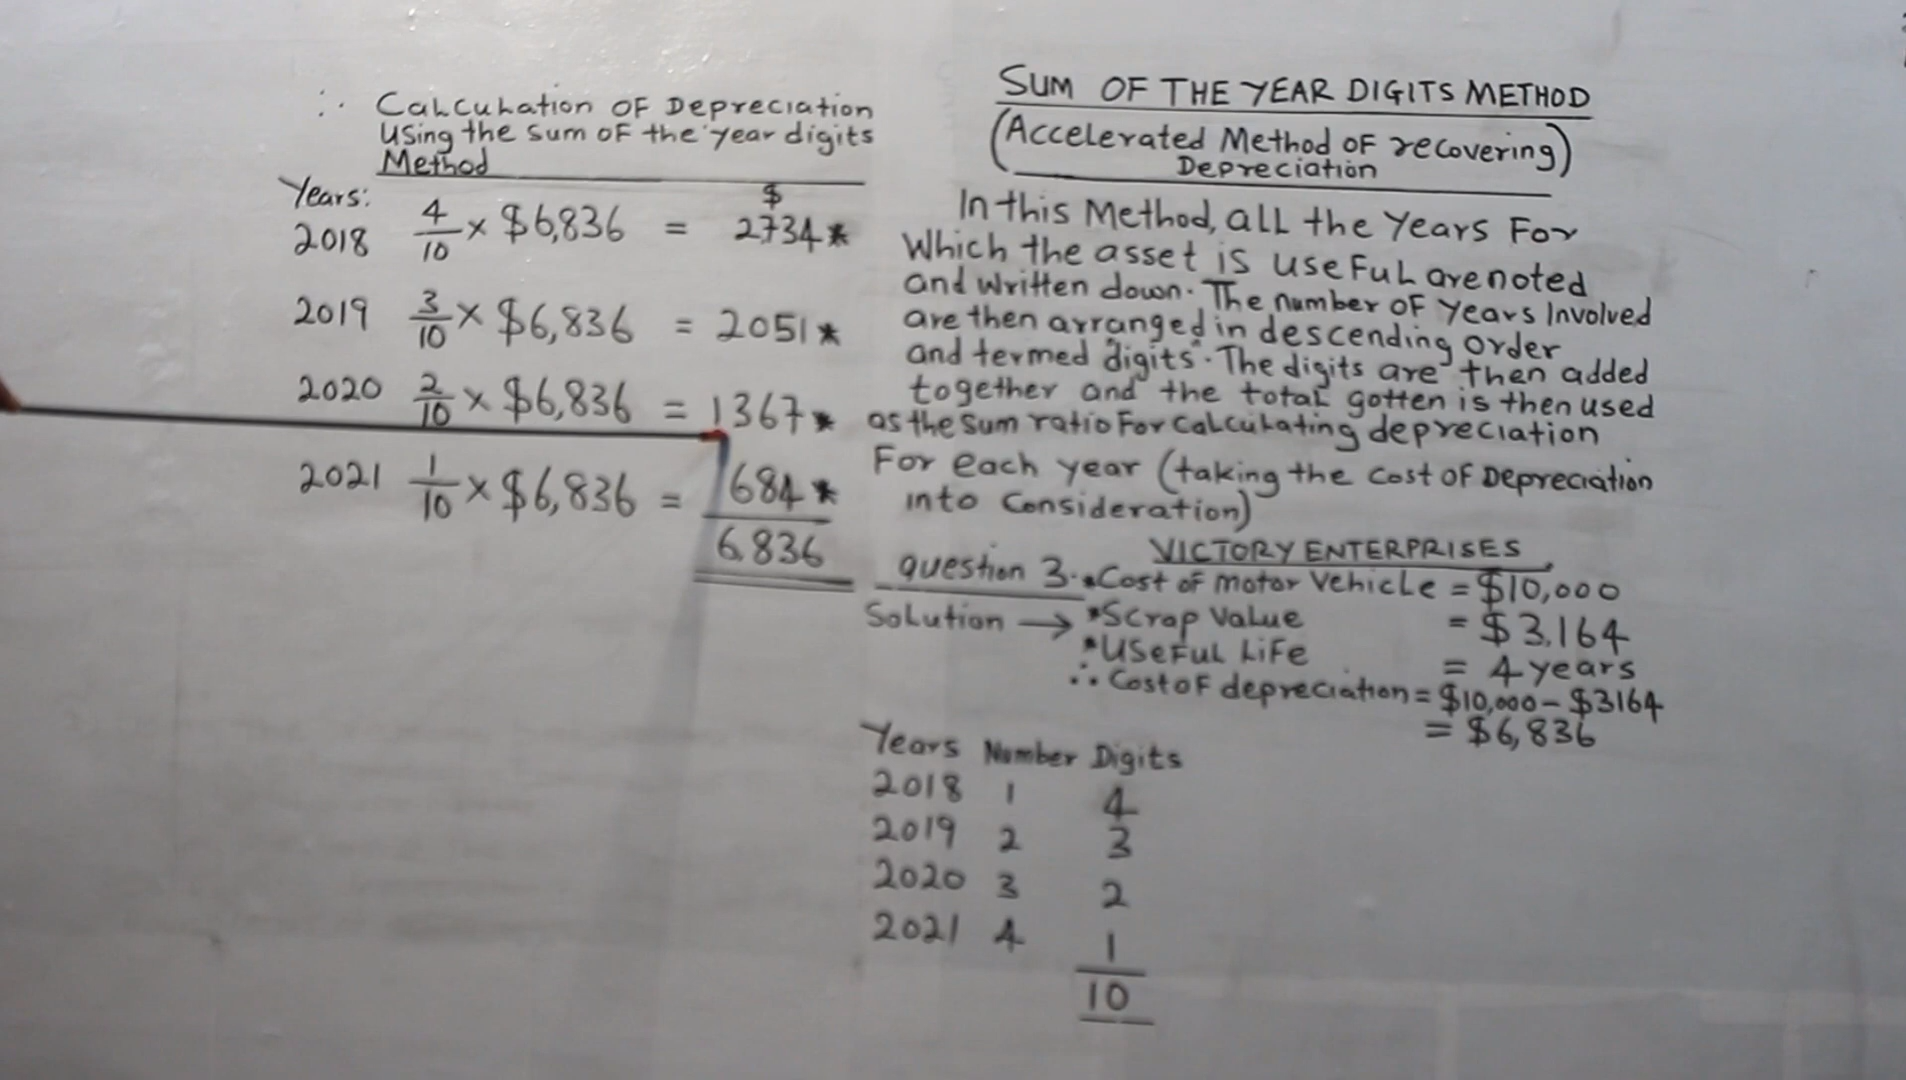 ∴ Calculation of Depreciation
Using the sum of the year digits
Method
Years: $
2018 4/10 × $6,836 = 2734*
2019 3/10 × $6,836 = 2051*
2020 2/10 × $6,836 = 1367*
2021 1/10 × $6,836 = 684*
6.836
SUM OF THE YEAR DIGITS METHOD
(Accelerated Method of recovering)
Depreciation
In this Method, all the Years For
Which the asset is useful are noted
and written down. The number of years Involved
are then arranged in descending order
and termed "digits". The digits are then added
together and the total gotten is then used
as the sum ratio For calculating depreciation
For each year (taking the cost of Depreciation
into Consideration)
VICTORY ENTERPRISES
question 3. *Cost of motor Vehicle = $10,000
Solution → *Scrap Value = $3.164
*Useful Life = 4 years
∴ Cost of depreciation = $10,000 - $3164
= $6,836
Years Number Digits
2018 1 4
2019 2 3
2020 3 2
2021 4 1
10